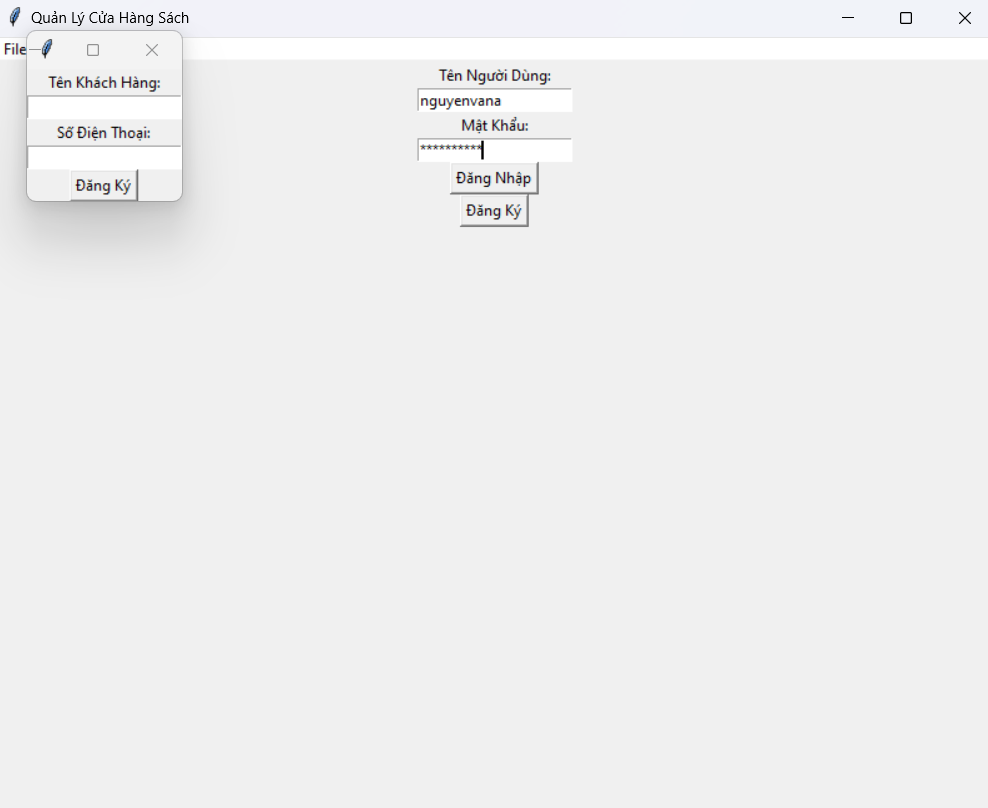 Quản Lý Cửa Hàng Sách
File
Tên Khách Hàng:
Số Điện Thoại:
Đăng Ký
Tên Người Dùng:
nguyenvana
Mật Khẩu:
**********
Đăng Nhập
Đăng Ký